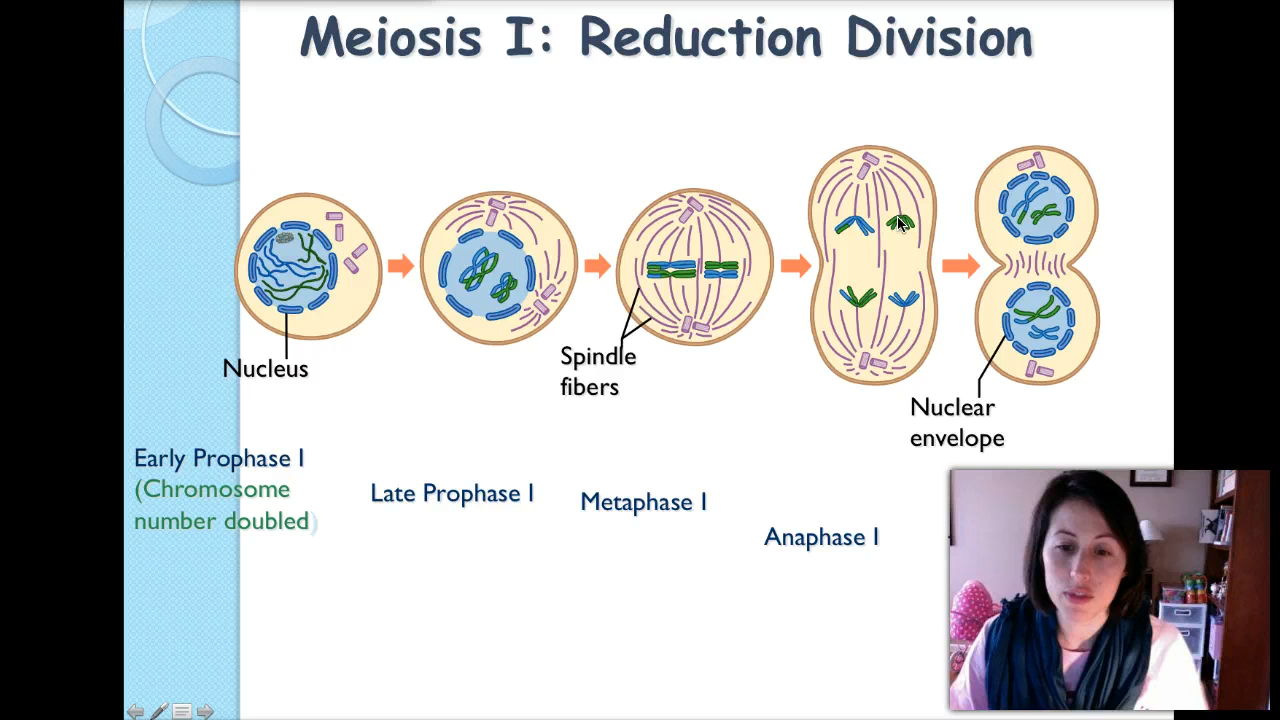 Meiosis I: Reduction Division
Nucleus
Spindle
fibers
Nuclear
envelope
Early Prophase I
(Chromosome
number doubled)
Late Prophase I
Metaphase I
Anaphase I